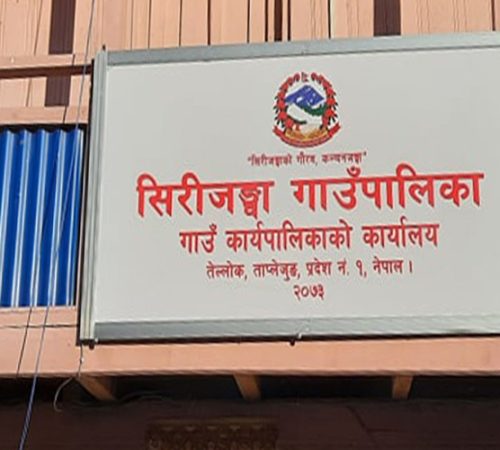 "सिरीजङ्घाको गौरव, कञ्चनजङ्घा"
सिरीजङ्घा गाउँपालिका
गाउँ कार्यपालिकाको कार्यालय
तेल्लोक, ताप्लेजुङ, प्रदेश नं. १, नेपाल ।
२०७३